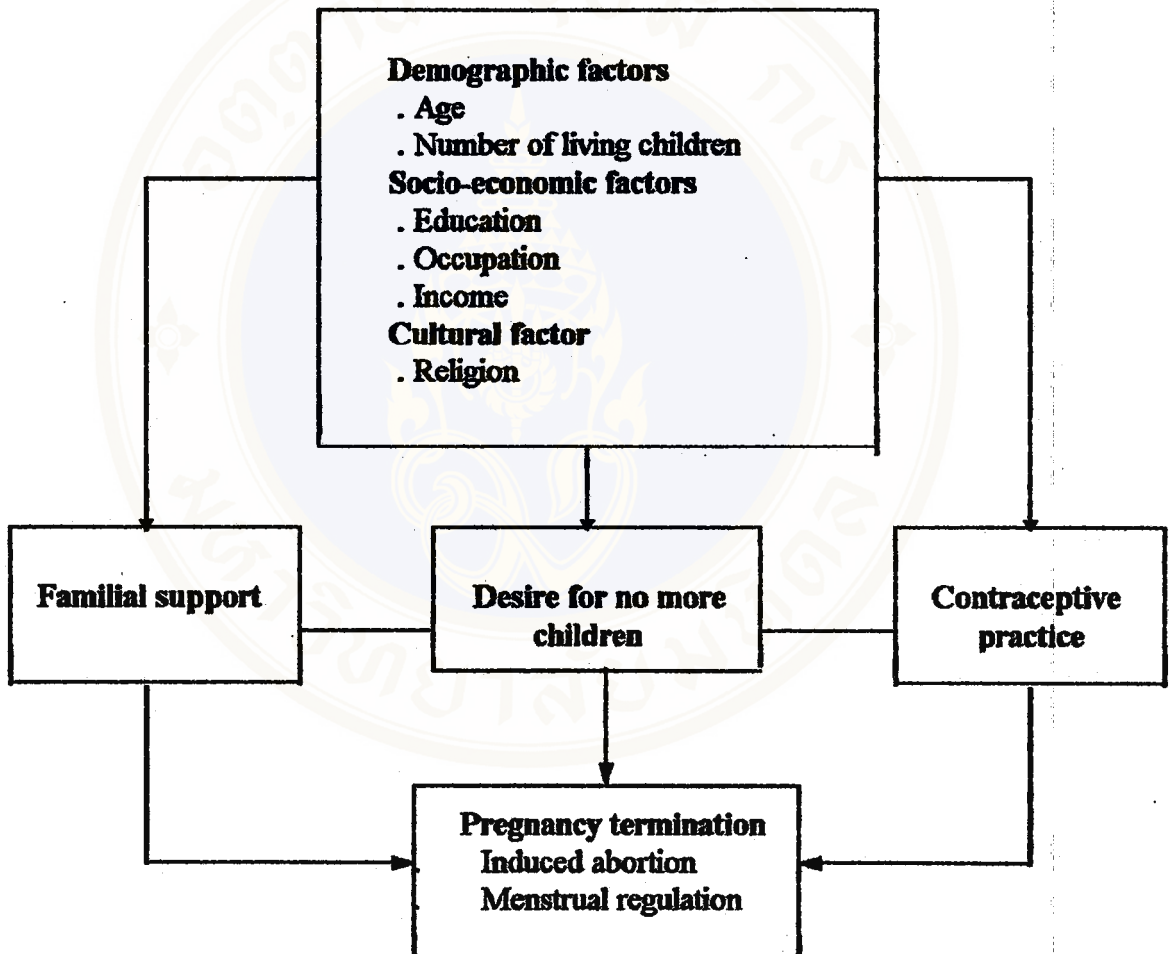 Demographic factors
. Age
. Number of living children
Socio-economic factors
. Education
. Occupation
. Income
Cultural factor
. Religion
Familial support
Desire for no more
children
Contraceptive
practice
Pregnancy termination
Induced abortion
Menstrual regulation